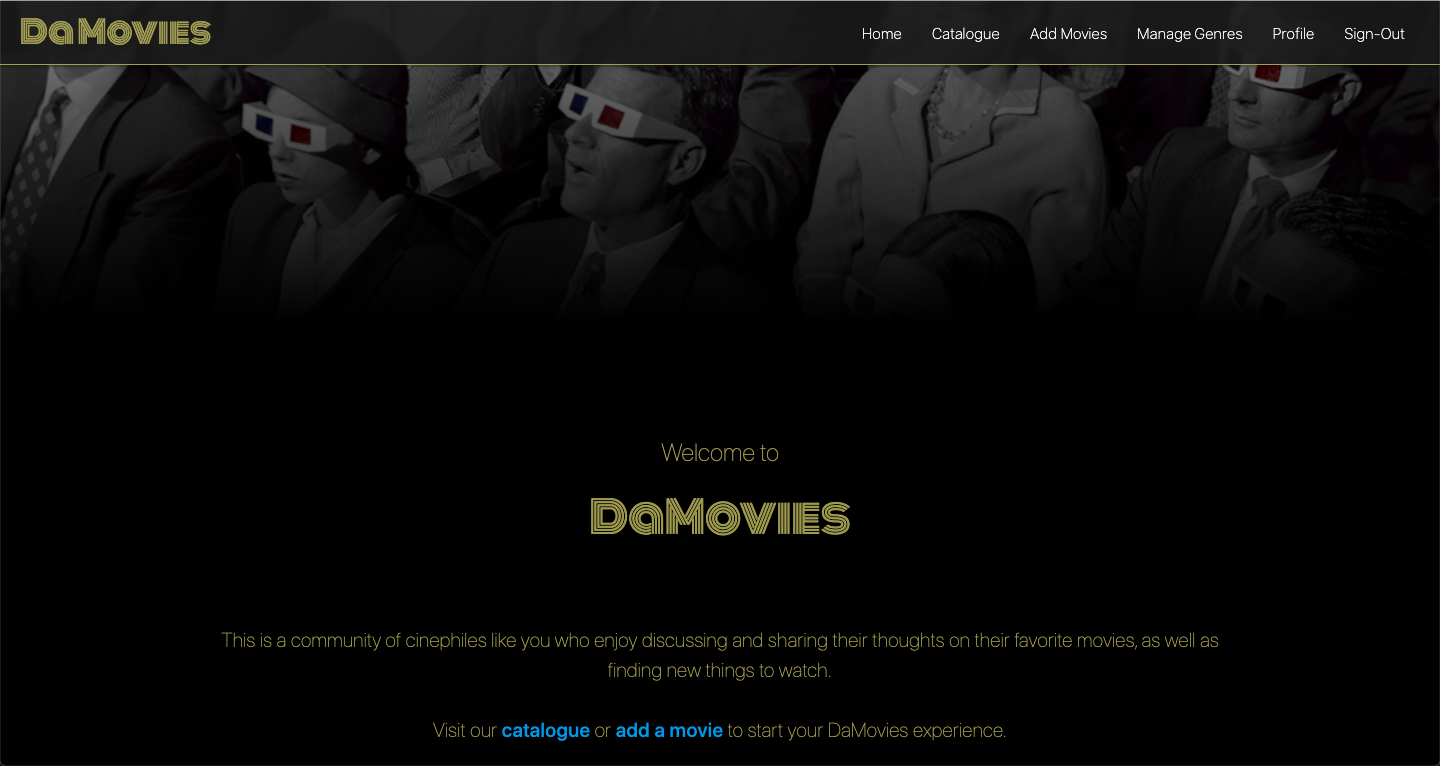 DaMovies
Home Catalogue Add Movies Manage Genres Profile Sign-Out
Welcome to
DaMovies
This is a community of cinephiles like you who enjoy discussing and sharing their thoughts on their favorite movies, as well as
finding new things to watch.
Visit our catalogue or add a movie to start your DaMovies experience.